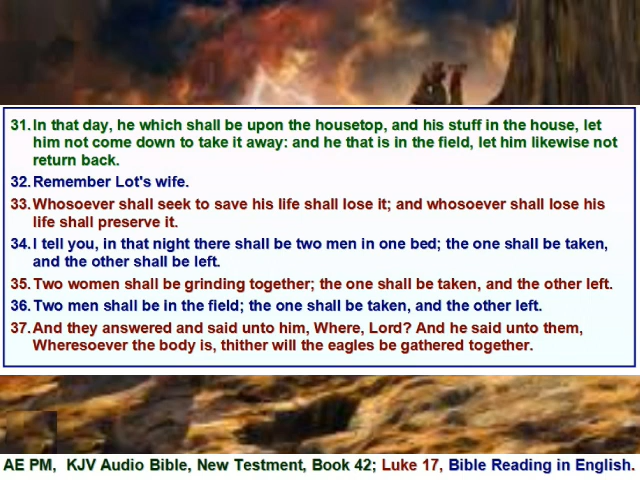 31. In that day, he which shall be upon the housetop, and his stuff in the house, let
him not come down to take it away: and he that is in the field, let him likewise not
return back.
32. Remember Lot's wife.
33. Whosoever shall seek to save his life shall lose it; and whosoever shall lose his
life shall preserve it.
34. I tell you, in that night there shall be two men in one bed; the one shall be taken,
and the other shall be left.
35. Two women shall be grinding together; the one shall be taken, and the other left.
36. Two men shall be in the field; the one shall be taken, and the other left.
37. And they answered and said unto him, Where, Lord? And he said unto them,
Wheresoever the body is, thither will the eagles be gathered together.
AE PM, KJV Audio Bible, New Testment, Book 42; Luke 17, Bible Reading in English.